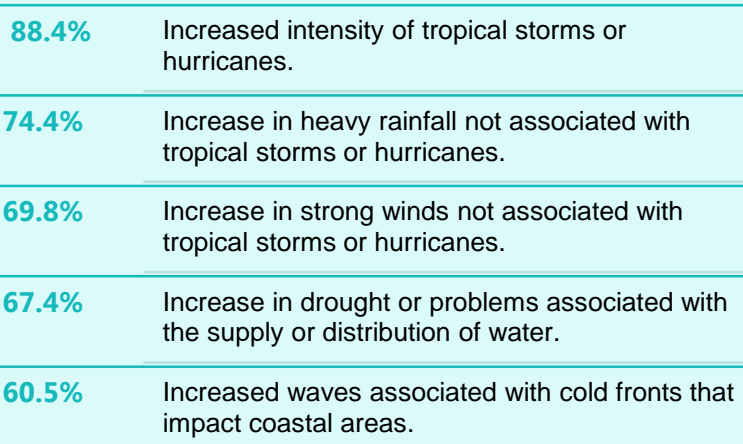 88.4% Increased intensity of tropical storms or
hurricanes.
74.4% Increase in heavy rainfall not associated with
tropical storms or hurricanes.
69.8% Increase in strong winds not associated with
tropical storms or hurricanes.
67.4% Increase in drought or problems associated with
the supply or distribution of water.
60.5% Increased waves associated with cold fronts that
impact coastal areas.